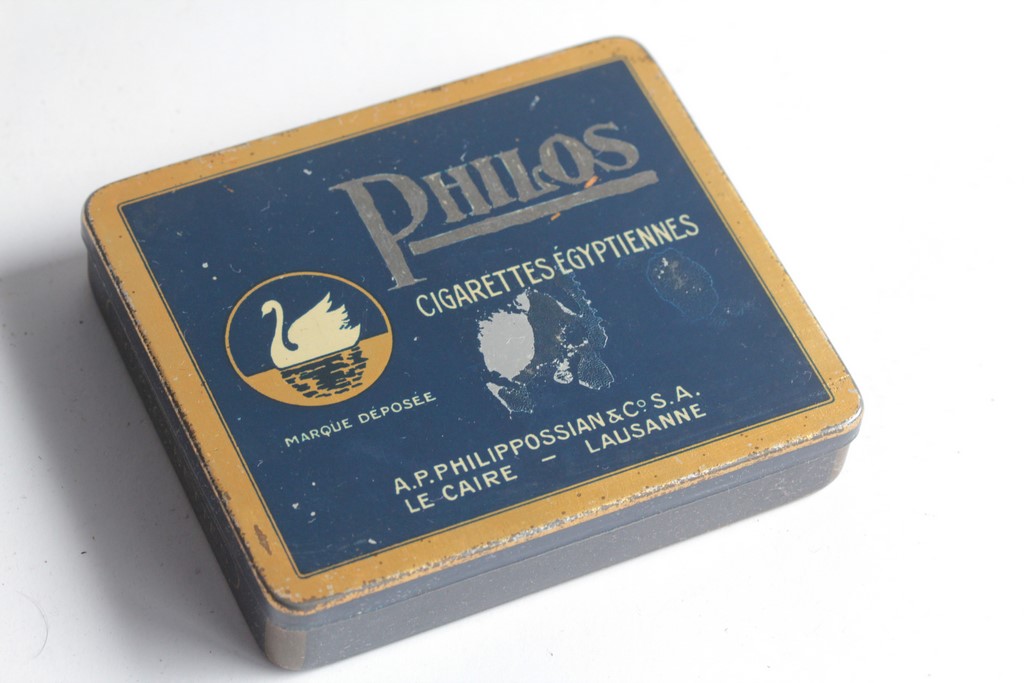 PHILOS
CIGARETTES ÉGYPTIENNES
MARQUE DÉPOSÉE
A.P. PHILIPPOSSIAN & Cº. S.A.
LE CAIRE — LAUSANNE